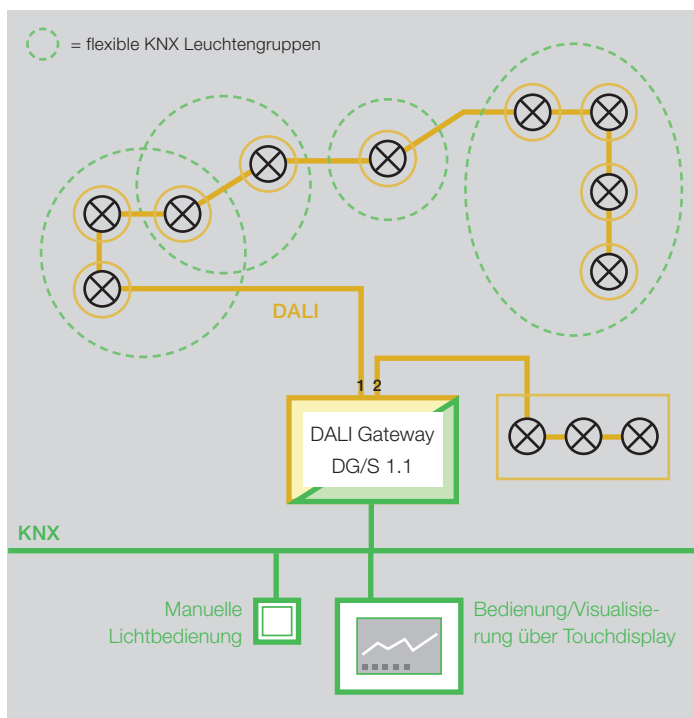 = flexible KNX Leuchtengruppen
DALI
1 2
DALI Gateway
DG/S 1.1
KNX
Manuelle
Lichtbedienung
Bedienung/Visualisie-
rung über Touchdisplay